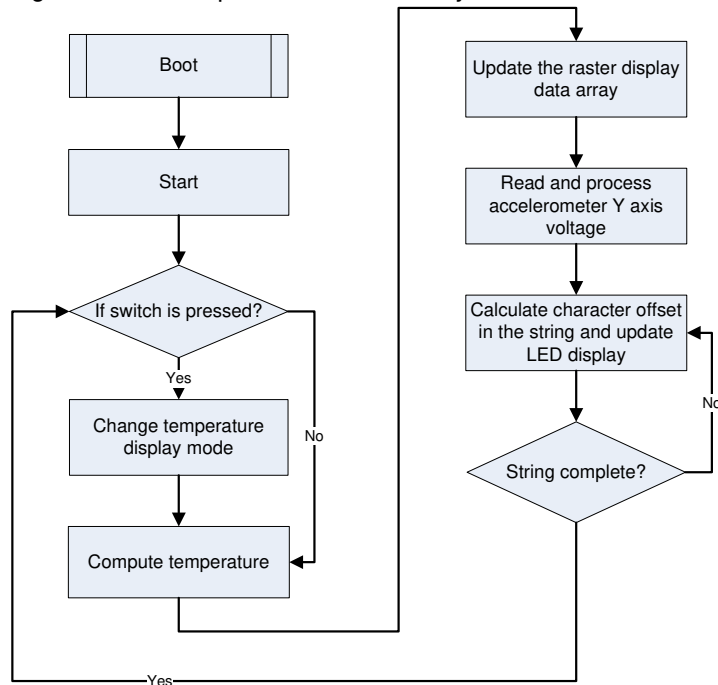 Boot
Start
If switch is pressed?
Yes
Change temperature
display mode
No
Compute temperature
Update the raster display
data array
Read and process
accelerometer Y axis
voltage
Calculate character offset
in the string and update
LED display
No
String complete?
Yes